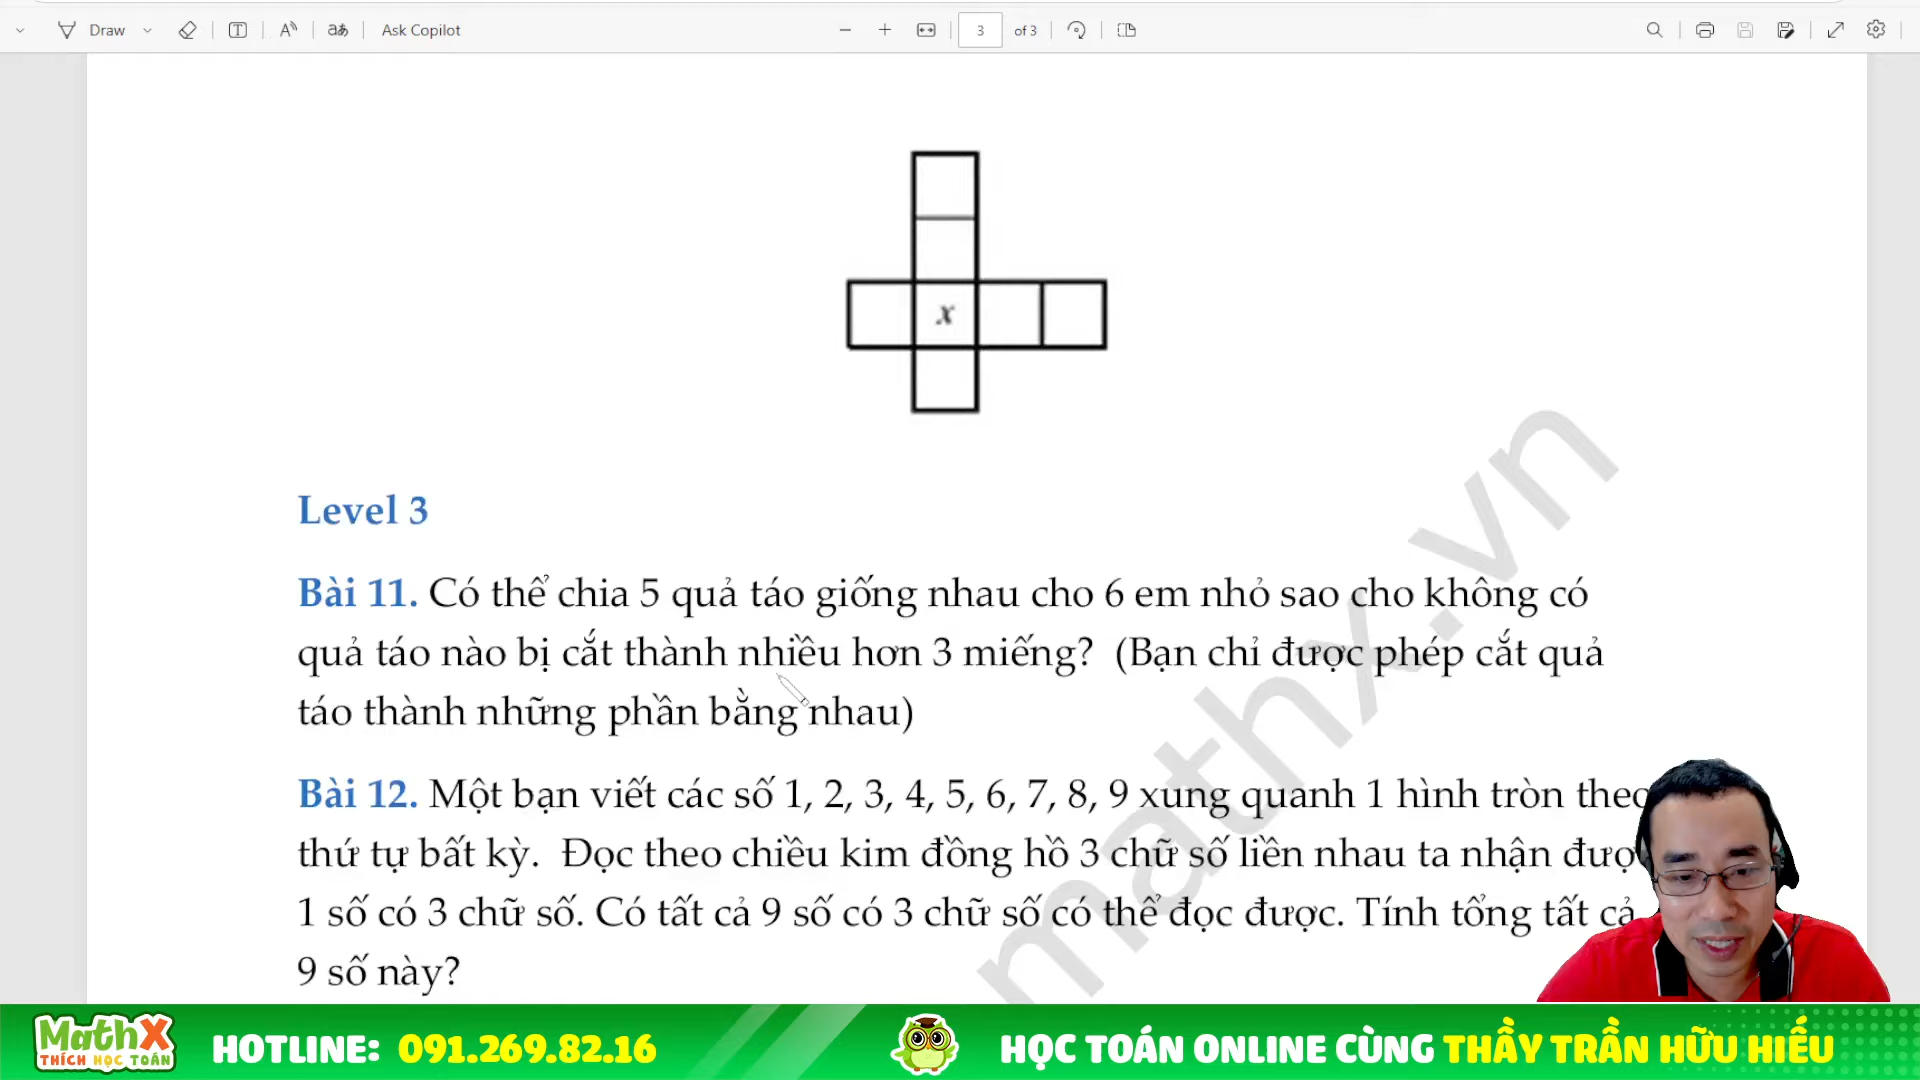 Draw
Ask Copilot
3 of 3
x
Level 3
Bài 11. Có thể chia 5 quả táo giống nhau cho 6 em nhỏ sao cho không có
quả táo nào bị cắt thành nhiều hơn 3 miếng? (Bạn chỉ được phép cắt quả
táo thành những phần bằng nhau)
Bài 12. Một bạn viết các số 1, 2, 3, 4, 5, 6, 7, 8, 9 xung quanh 1 hình tròn theo
thứ tự bất kỳ. Đọc theo chiều kim đồng hồ 3 chữ số liền nhau ta nhận
1 số có 3 chữ số. Có tất cả 9 số có 3 chữ số có thể đọc được. Tính tổng tất cả
9 số này?
mathx.vn
MathX
THÍCH HỌC TOÁN
HOTLINE: 091.269.82.16
HỌC TOÁN ONLINE CÙNG THẦY TRẦN HỮU HIẾU